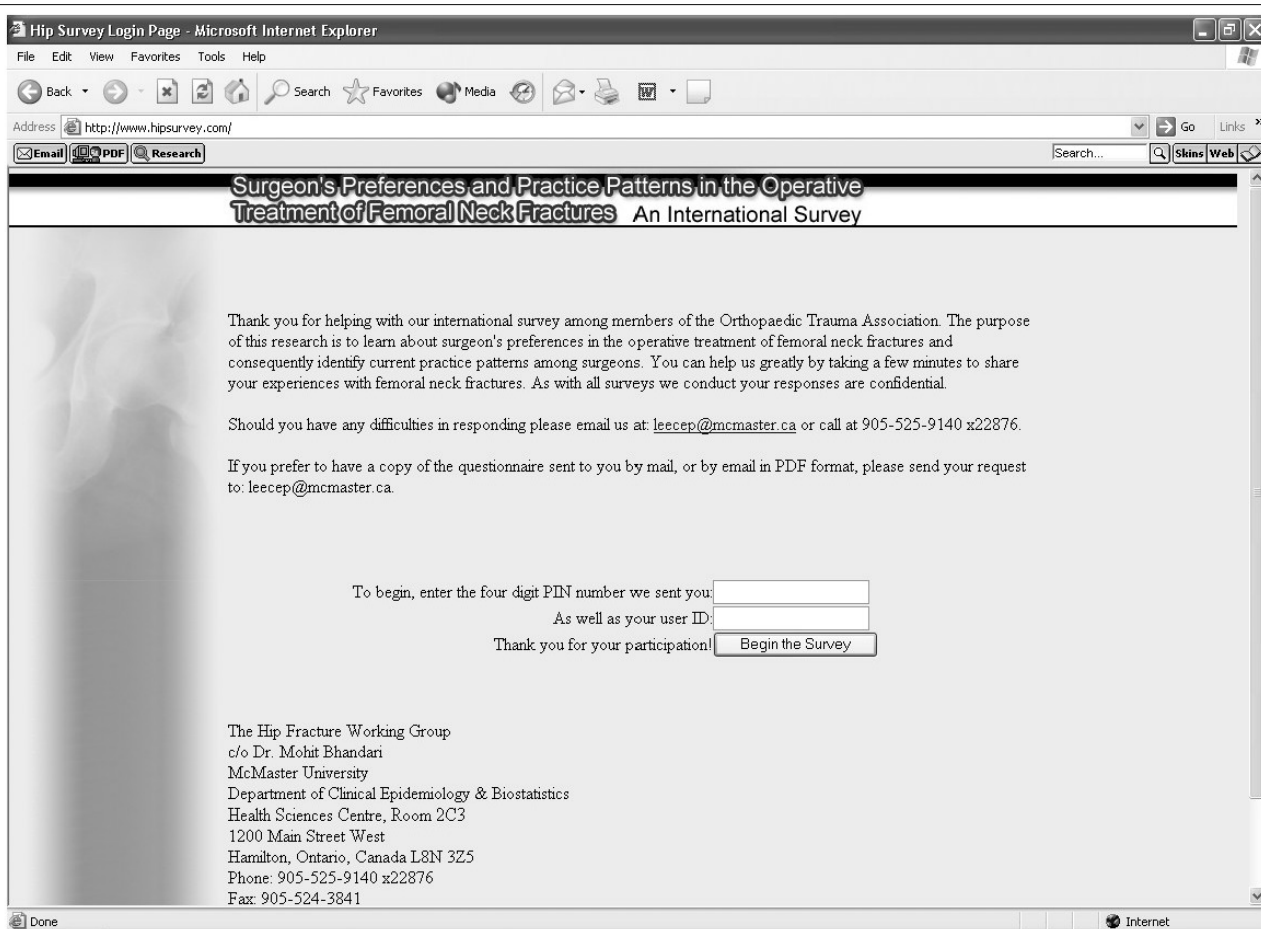 Hip Survey Login Page - Microsoft Internet Explorer
File Edit View Favorites Tools Help
Back Search Favorites Media
Address http://www.hipsurvey.com/ Go Links »
Email PDF Research Search... Skins Web
Surgeon's Preferences and Practice Patterns in the Operative
Treatment of Femoral Neck Fractures An International Survey
Thank you for helping with our international survey among members of the Orthopaedic Trauma Association. The purpose
of this research is to learn about surgeon's preferences in the operative treatment of femoral neck fractures and
consequently identify current practice patterns among surgeons. You can help us greatly by taking a few minutes to share
your experiences with femoral neck fractures. As with all surveys we conduct your responses are confidential.
Should you have any difficulties in responding please email us at: leecep@mcmaster.ca or call at 905-525-9140 x22876.
If you prefer to have a copy of the questionnaire sent to you by mail, or by email in PDF format, please send your request
to: leecep@mcmaster.ca.
To begin, enter the four digit PIN number we sent you:
As well as your user ID:
Thank you for your participation! Begin the Survey
The Hip Fracture Working Group
c/o Dr. Mohit Bhandari
McMaster University
Department of Clinical Epidemiology & Biostatistics
Health Sciences Centre, Room 2C3
1200 Main Street West
Hamilton, Ontario, Canada L8N 3Z5
Phone: 905-525-9140 x22876
Fax: 905-524-3841
Done Internet